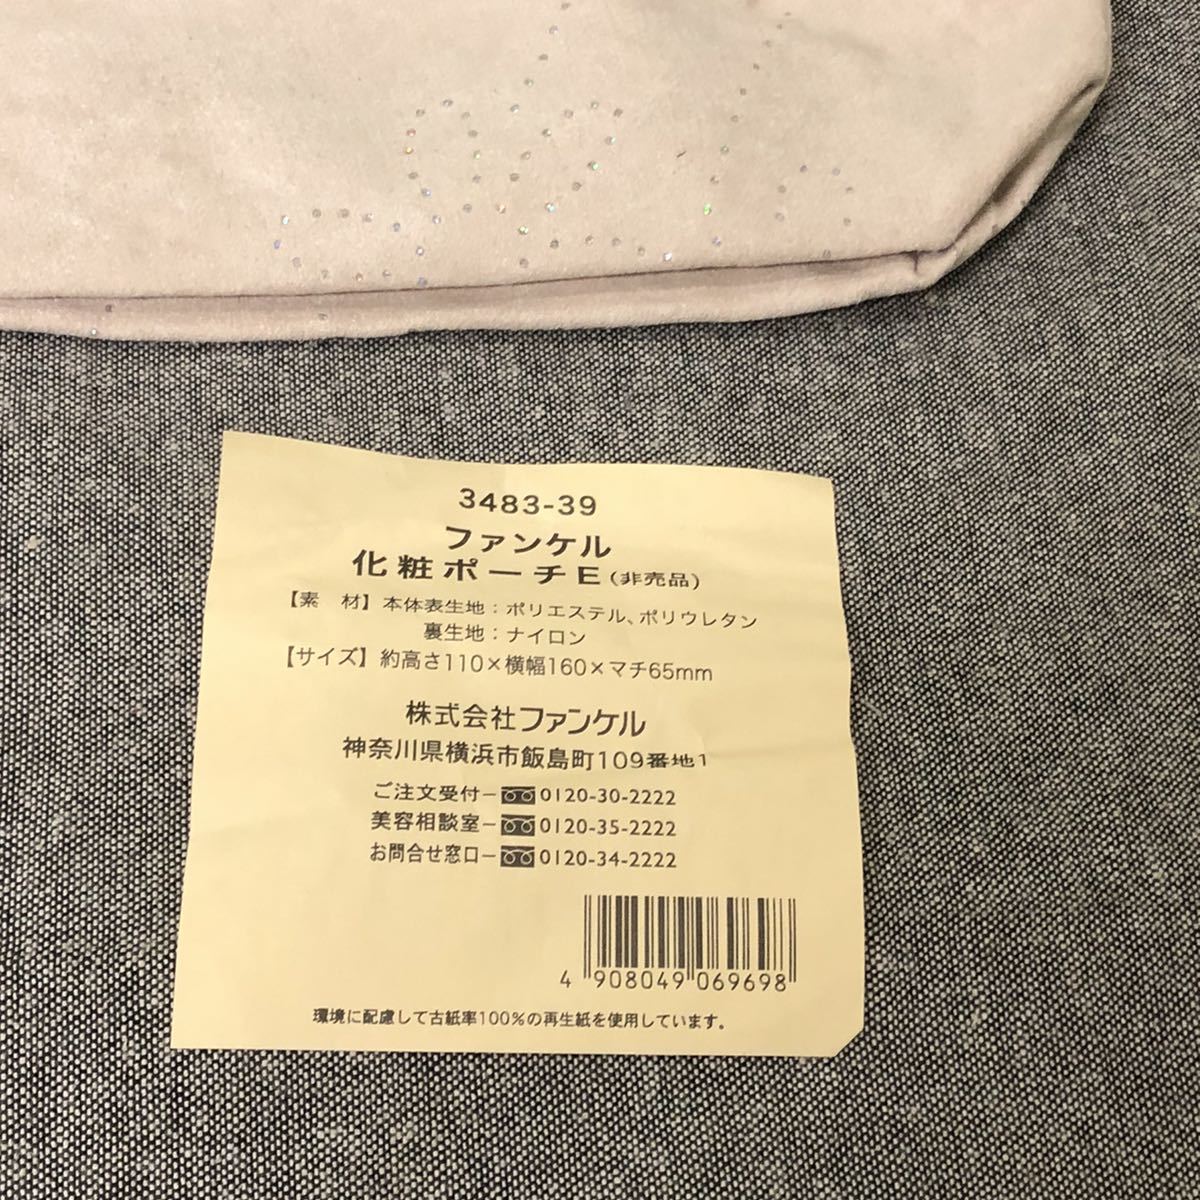 3483-39
ファンケル
化粧ポーチE(非売品)
【素　材】本体表生地：ポリエステル、ポリウレタン
裏生地：ナイロン
【サイズ】約高さ110×横幅160×マチ65mm
株式会社ファンケル
神奈川県横浜市飯島町109番地1
ご注文受付ー0120-30-2222
美容相談室ー0120-35-2222
お問合せ窓口ー0120-34-2222
4 908049 069698
環境に配慮して古紙率100%の再生紙を使用しています。